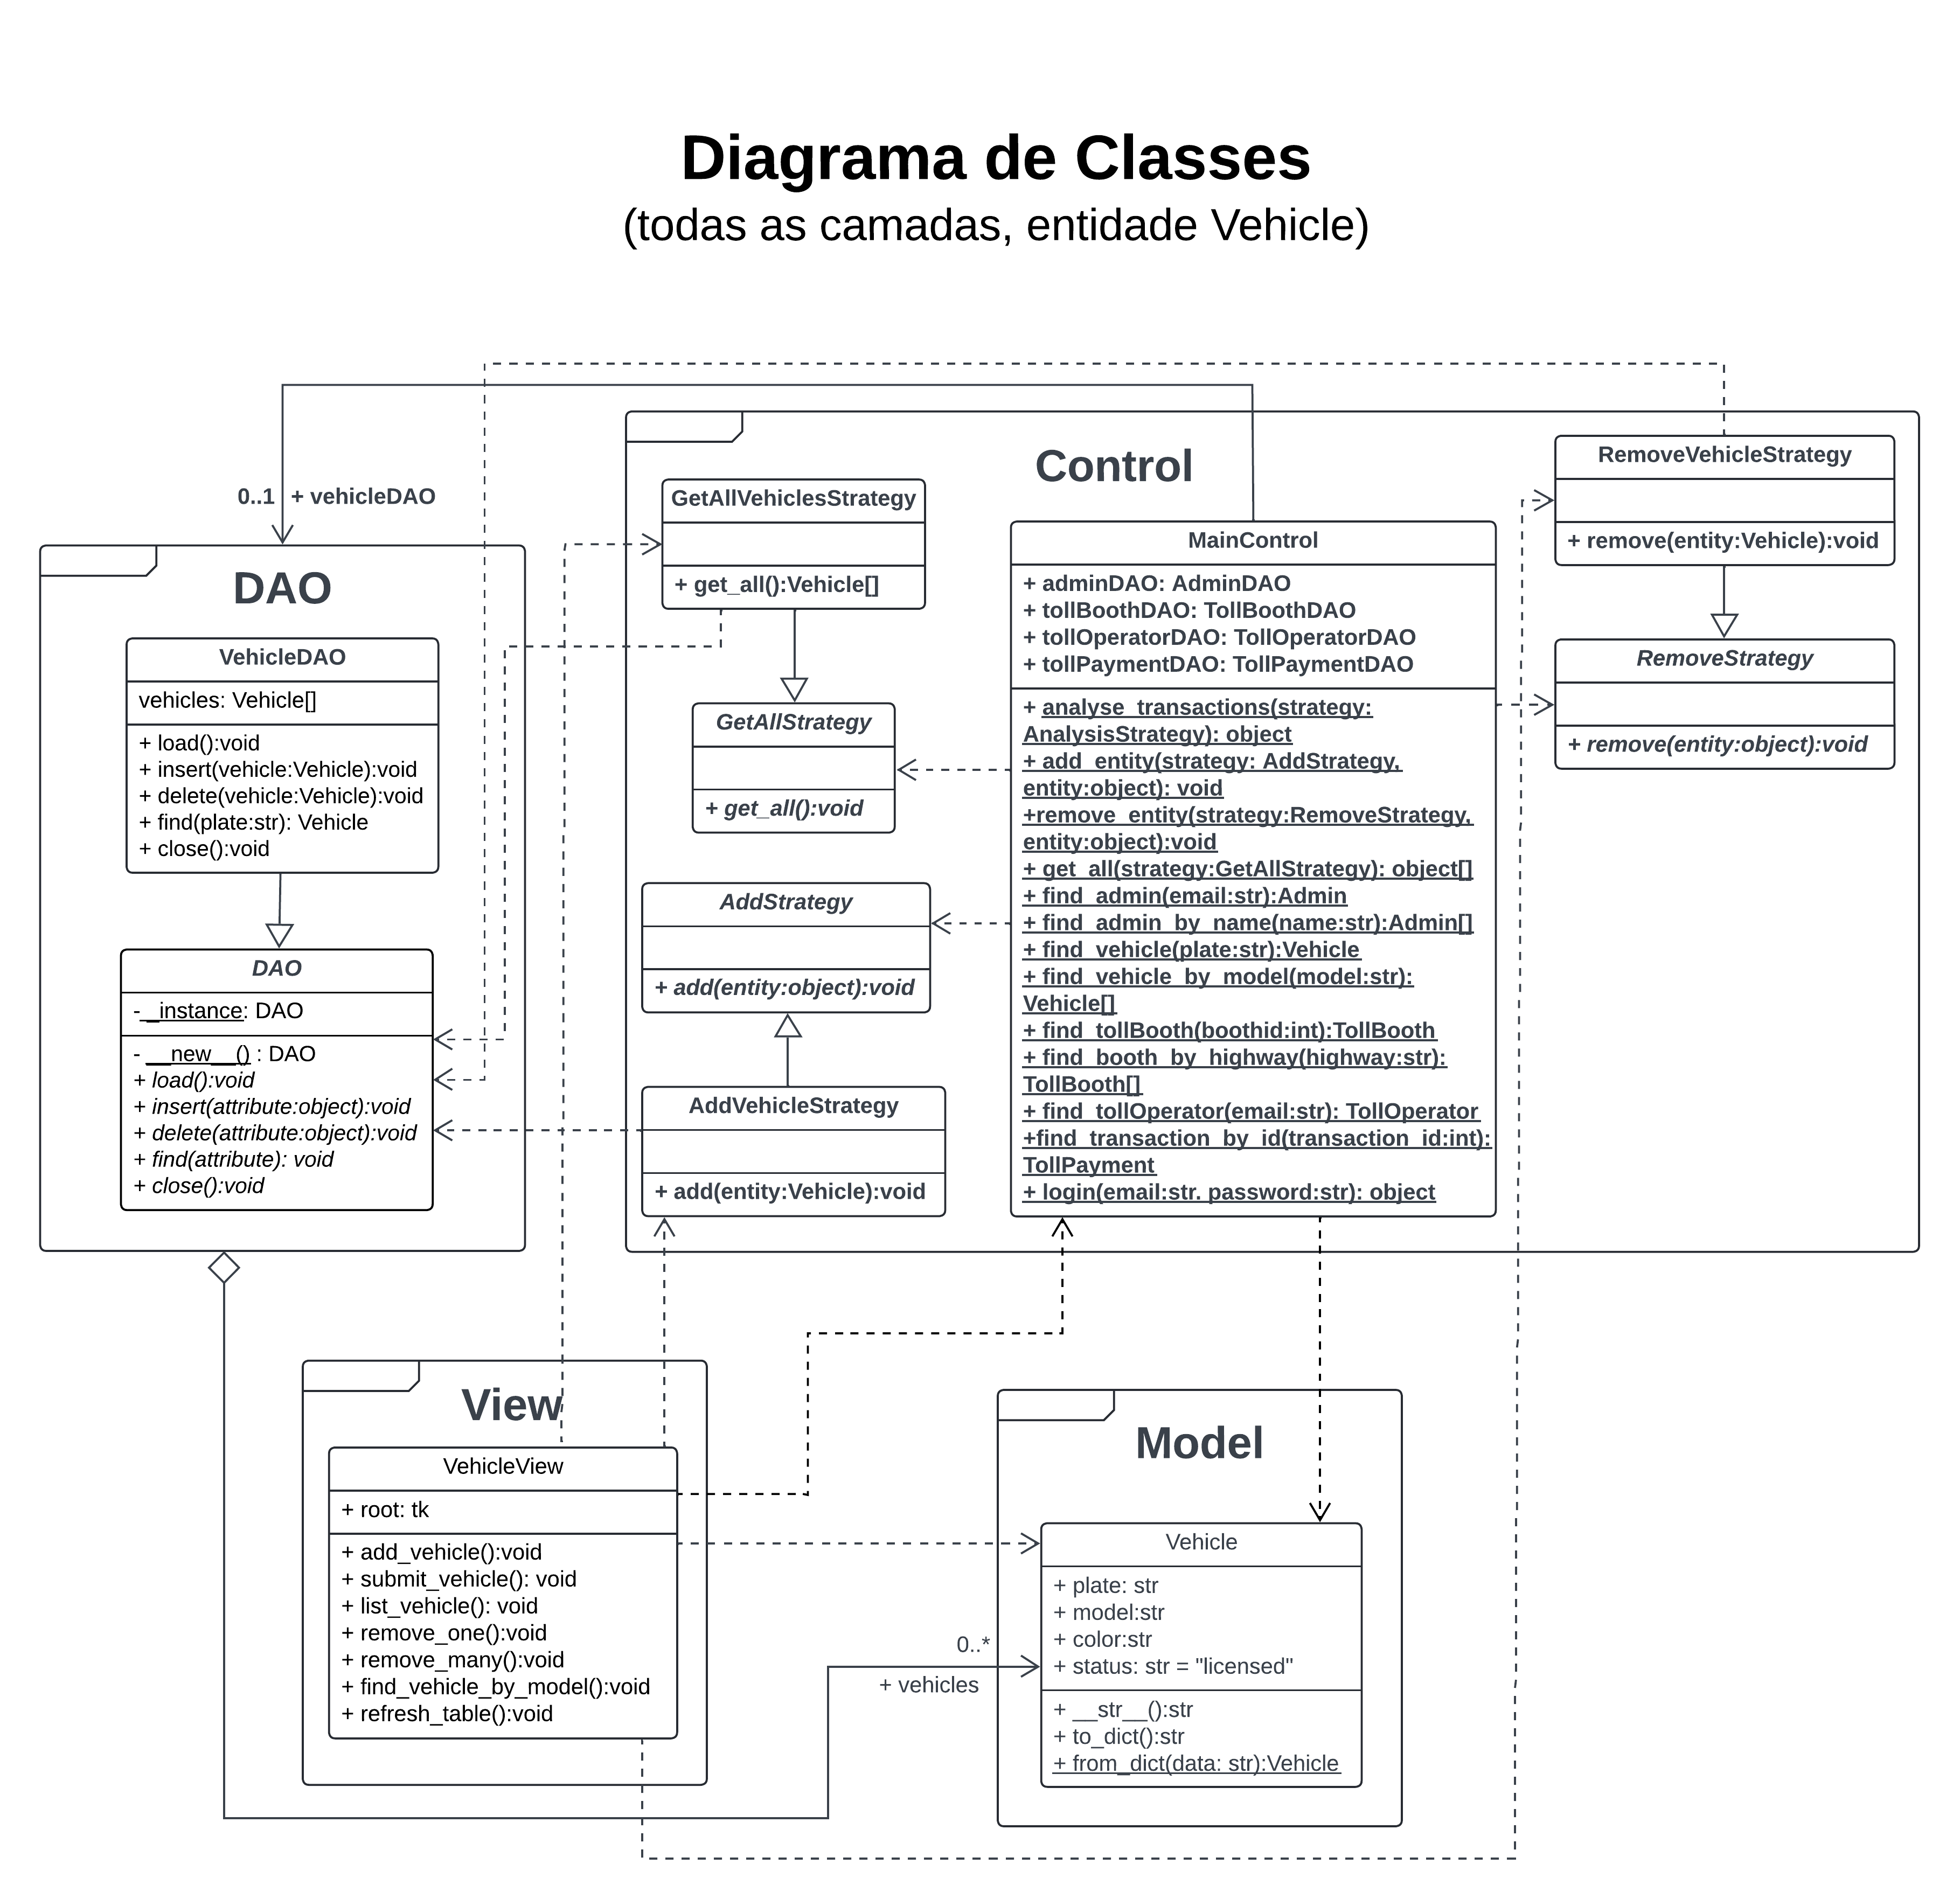 Diagrama de Classes
(todas as camadas, entidade Vehicle)
0..1
+ vehicleDAO
DAO
VehicleDAO
vehicles: Vehicle[]
+ load():void
+ insert(vehicle:Vehicle):void
+ delete(vehicle:Vehicle):void
+ find(plate:str): Vehicle
+ close():void
DAO
- _instance: DAO
- __new__() : DAO
+ load():void
+ insert(attribute:object):void
+ delete(attribute:object):void
+ find(attribute): void
+ close():void
Control
GetAllVehiclesStrategy
+ get_all():Vehicle[]
GetAllStrategy
+ get_all():void
AddStrategy
+ add(entity:object):void
AddVehicleStrategy
+ add(entity:Vehicle):void
MainControl
+ adminDAO: AdminDAO
+ tollBoothDAO: TollBoothDAO
+ tollOperatorDAO: TollOperatorDAO
+ tollPaymentDAO: TollPaymentDAO
+ analyse_transactions(strategy:
AnalysisStrategy): object
+ add_entity(strategy: AddStrategy,
entity:object): void
+remove_entity(strategy:RemoveStrategy,
entity:object):void
+ get_all(strategy:GetAllStrategy): object[]
+ find_admin(email:str):Admin
+ find_admin_by_name(name:str):Admin[]
+ find_vehicle(plate:str):Vehicle
+ find_vehicle_by_model(model:str):
Vehicle[]
+ find_tollBooth(boothid:int):TollBooth
+ find_booth_by_highway(highway:str):
TollBooth[]
+ find_tollOperator(email:str): TollOperator
+find_transaction_by_id(transaction_id:int):
TollPayment
+ login(email:str. password:str): object
RemoveVehicleStrategy
+ remove(entity:Vehicle):void
RemoveStrategy
+ remove(entity:object):void
View
VehicleView
+ root: tk
+ add_vehicle():void
+ submit_vehicle(): void
+ list_vehicle(): void
+ remove_one():void
+ remove_many():void
+ find_vehicle_by_model():void
+ refresh_table():void
0..*
+ vehicles
Model
Vehicle
+ plate: str
+ model:str
+ color:str
+ status: str = "licensed"
+ __str__():str
+ to_dict():str
+ from_dict(data: str):Vehicle